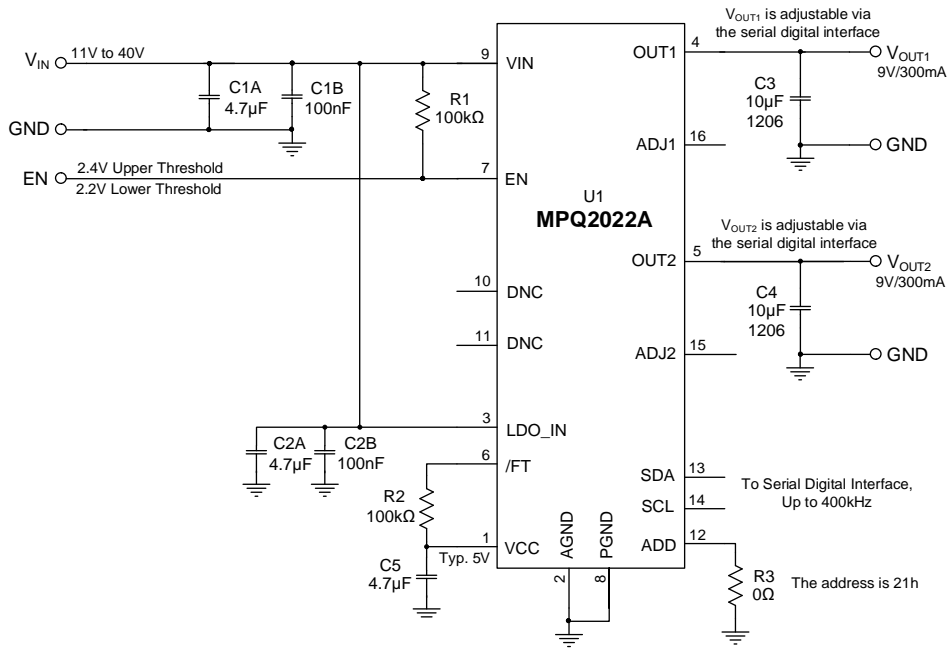 V_IN 11V to 40V
C1A
4.7µF
C1B
100nF
R1
100kΩ
GND
EN 2.4V Upper Threshold
2.2V Lower Threshold
9 VIN
7 EN
10 DNC
11 DNC
3 LDO_IN
C2A
4.7µF
C2B
100nF
6 /FT
R2
100kΩ
1 VCC
Typ. 5V
C5
4.7µF
U1
MPQ2022A
AGND
2
PGND
8
V_OUT1 is adjustable via
the serial digital interface
OUT1 4
V_OUT1
9V/300mA
C3
10µF
1206
ADJ1 16
GND
V_OUT2 is adjustable via
the serial digital interface
OUT2 5
V_OUT2
9V/300mA
C4
10µF
1206
ADJ2 15
GND
SDA 13
SCL 14
To Serial Digital Interface,
Up to 400kHz
ADD 12
R3
0Ω
The address is 21h